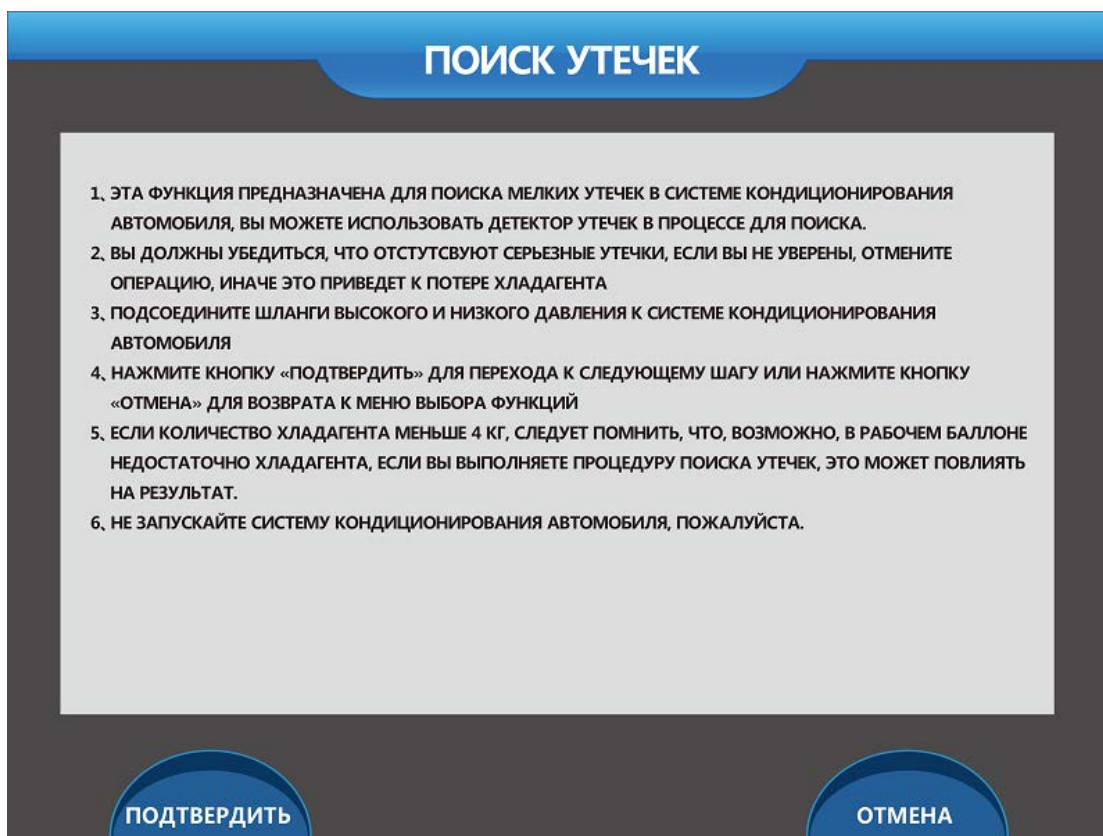 ПОИСК УТЕЧЕК
1、ЭТА ФУНКЦИЯ ПРЕДНАЗНАЧЕНА ДЛЯ ПОИСКА МЕЛКИХ УТЕЧЕК В СИСТЕМЕ КОНДИЦИОНИРОВАНИЯ
АВТОМОБИЛЯ, ВЫ МОЖЕТЕ ИСПОЛЬЗОВАТЬ ДЕТЕКТОР УТЕЧЕК В ПРОЦЕССЕ ДЛЯ ПОИСКА.
2、ВЫ ДОЛЖНЫ УБЕДИТЬСЯ, ЧТО ОТСТУТСВУЮТ СЕРЬЕЗНЫЕ УТЕЧКИ, ЕСЛИ ВЫ НЕ УВЕРЕНЫ, ОТМЕНИТЕ
ОПЕРАЦИЮ, ИНАЧЕ ЭТО ПРИВЕДЕТ К ПОТЕРЕ ХЛАДАГЕНТА
3、ПОДСОЕДИНИТЕ ШЛАНГИ ВЫСОКОГО И НИЗКОГО ДАВЛЕНИЯ К СИСТЕМЕ КОНДИЦИОНИРОВАНИЯ
АВТОМОБИЛЯ
4、НАЖМИТЕ КНОПКУ «ПОДТВЕРДИТЬ» ДЛЯ ПЕРЕХОДА К СЛЕДУЮЩЕМУ ШАГУ ИЛИ НАЖМИТЕ КНОПКУ
«ОТМЕНА» ДЛЯ ВОЗВРАТА К МЕНЮ ВЫБОРА ФУНКЦИЙ
5、ЕСЛИ КОЛИЧЕСТВО ХЛАДАГЕНТА МЕНЬШЕ 4 КГ, СЛЕДУЕТ ПОМНИТЬ, ЧТО, ВОЗМОЖНО, В РАБОЧЕМ БАЛЛОНЕ
НЕДОСТАТОЧНО ХЛАДАГЕНТА, ЕСЛИ ВЫ ВЫПОЛНЯЕТЕ ПРОЦЕДУРУ ПОИСКА УТЕЧЕК, ЭТО МОЖЕТ ПОВЛИЯТЬ
НА РЕЗУЛЬТАТ.
6、НЕ ЗАПУСКАЙТЕ СИСТЕМУ КОНДИЦИОНИРОВАНИЯ АВТОМОБИЛЯ, ПОЖАЛУЙСТА.
ПОДТВЕРДИТЬ
ОТМЕНА